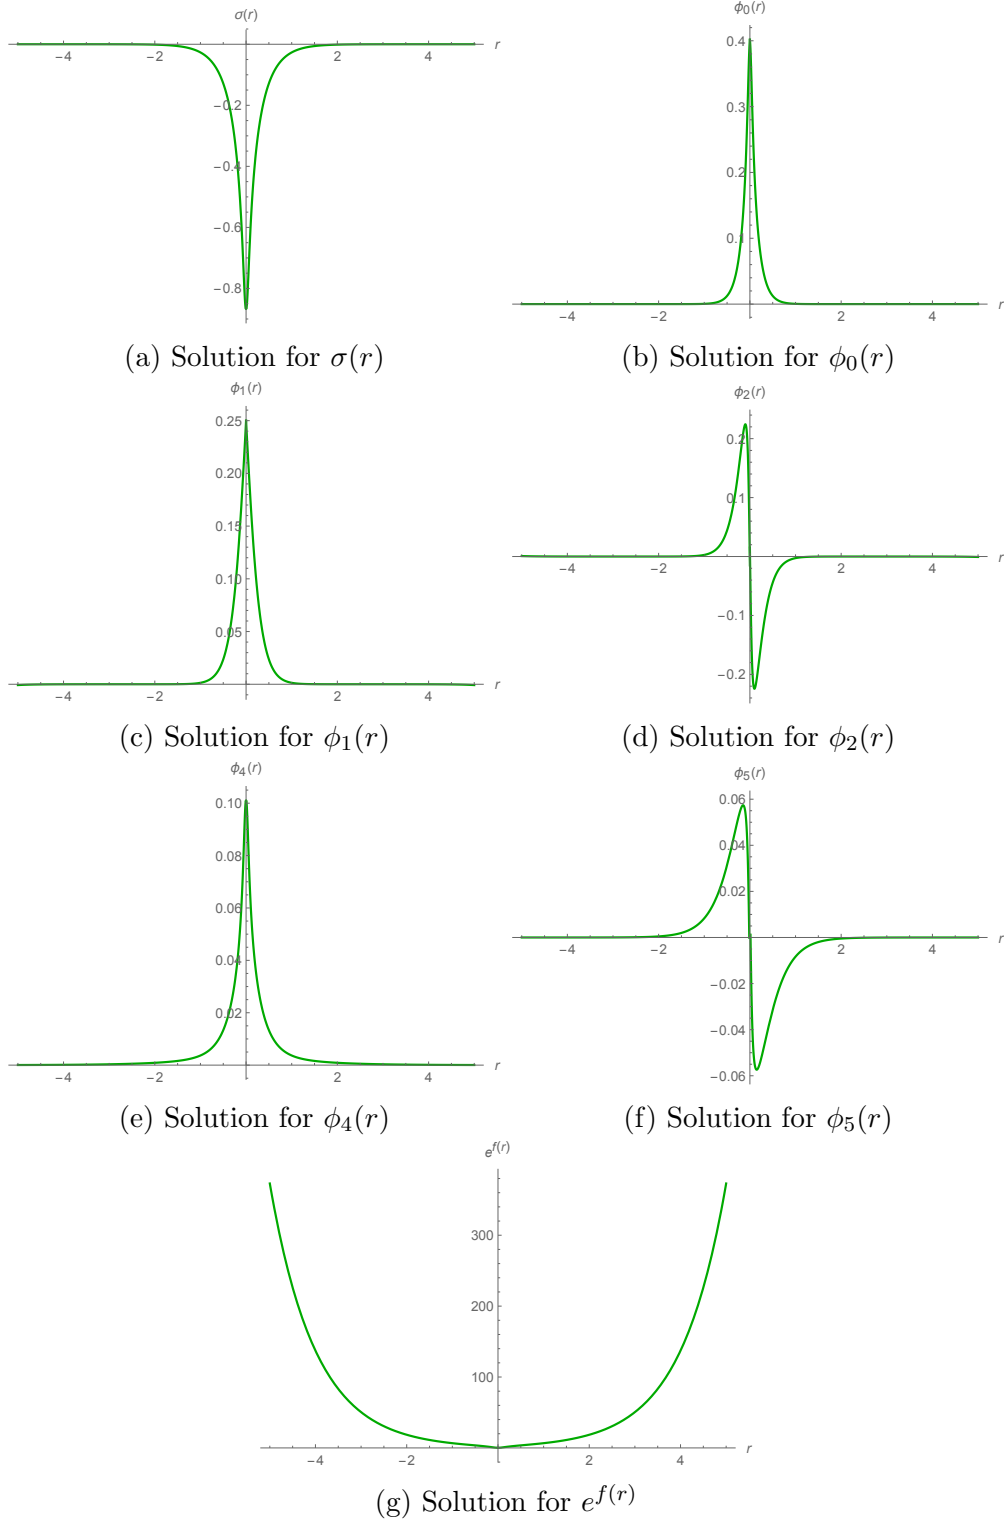 σ(r)
r
−4 −2 2 4
−0.2
−0.4
−0.6
−0.8
(a) Solution for σ(r)
ϕ₀(r)
0.4
0.3
0.2
0.1
−4 −2 2 4
r
(b) Solution for ϕ₀(r)
ϕ₁(r)
0.25
0.20
0.15
0.10
0.05
−4 −2 2 4
r
(c) Solution for ϕ₁(r)
ϕ₂(r)
0.2
0.1
−4 −2 2 4
r
−0.1
−0.2
(d) Solution for ϕ₂(r)
ϕ₄(r)
0.10
0.08
0.06
0.04
0.02
−4 −2 2 4
r
(e) Solution for ϕ₄(r)
ϕ₅(r)
0.06
0.04
0.02
−4 −2 2 4
r
−0.02
−0.04
−0.06
(f) Solution for ϕ₅(r)
e^{f(r)}
300
200
100
−4 −2 2 4
r
(g) Solution for e^{f(r)}